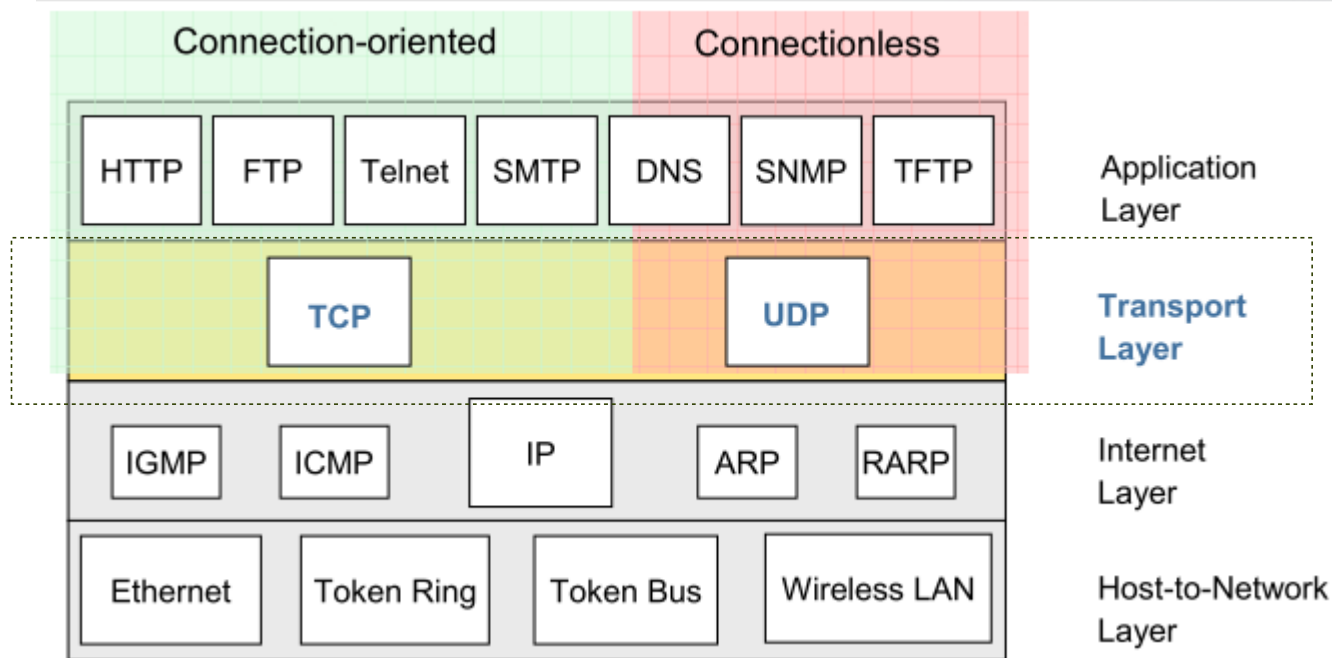 Connection-oriented
Connectionless
HTTP
FTP
Telnet
SMTP
DNS
SNMP
TFTP
Application
Layer
TCP
UDP
Transport
Layer
IGMP
ICMP
IP
ARP
RARP
Internet
Layer
Ethernet
Token Ring
Token Bus
Wireless LAN
Host-to-Network
Layer